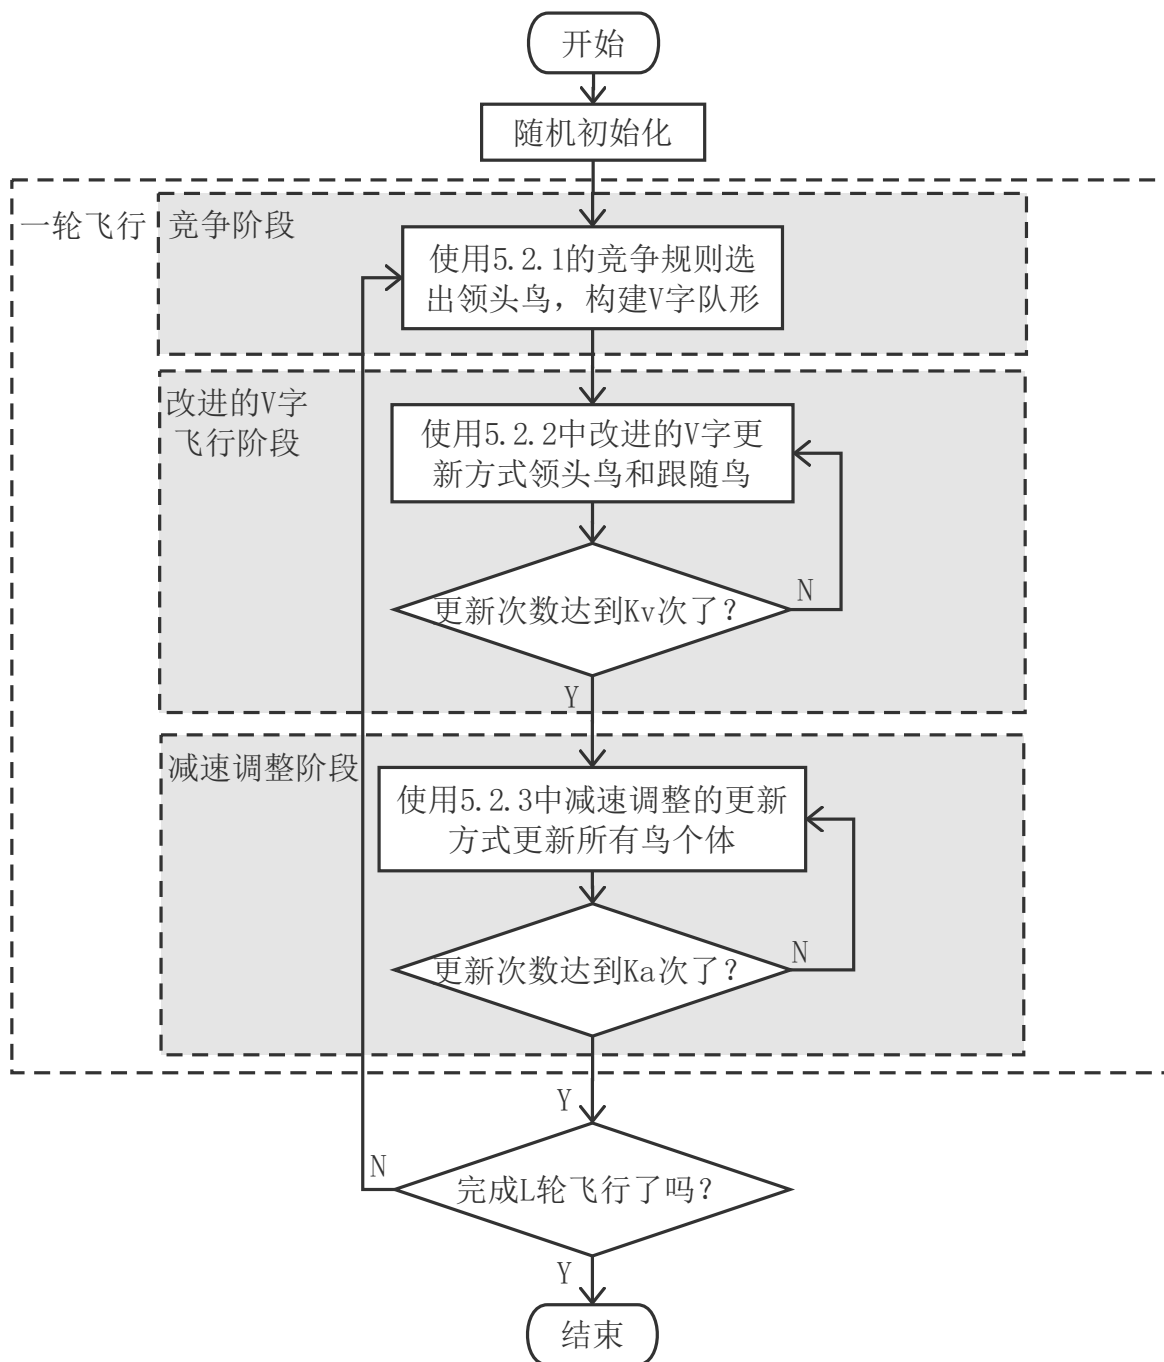 开始
随机初始化
一轮飞行
竞争阶段
使用5.2.1的竞争规则选
出领头鸟，构建V字队形
改进的V字
飞行阶段
使用5.2.2中改进的V字更
新方式领头鸟和跟随鸟
更新次数达到Kv次了？
N
Y
减速调整阶段
使用5.2.3中减速调整的更新
方式更新所有鸟个体
更新次数达到Ka次了？
N
Y
完成L轮飞行了吗？
N
Y
结束